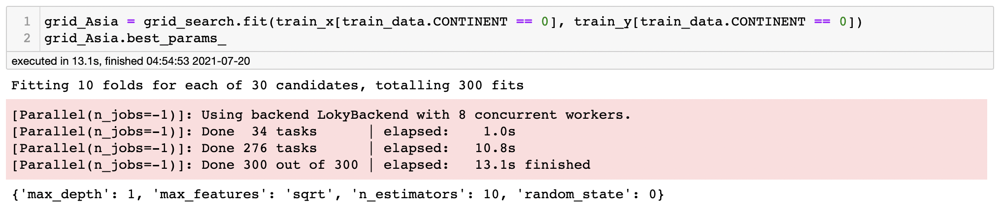 1 grid_Asia = grid_search.fit(train_x[train_data.CONTINENT == 0], train_y[train_data.CONTINENT == 0])
2 grid_Asia.best_params_
executed in 13.1s, finished 04:54:53 2021-07-20
Fitting 10 folds for each of 30 candidates, totalling 300 fits
[Parallel(n_jobs=-1)]: Using backend LokyBackend with 8 concurrent workers.
[Parallel(n_jobs=-1)]: Done  34 tasks      | elapsed:    1.0s
[Parallel(n_jobs=-1)]: Done 276 tasks      | elapsed:   10.8s
[Parallel(n_jobs=-1)]: Done 300 out of 300 | elapsed:   13.1s finished
{'max_depth': 1, 'max_features': 'sqrt', 'n_estimators': 10, 'random_state': 0}